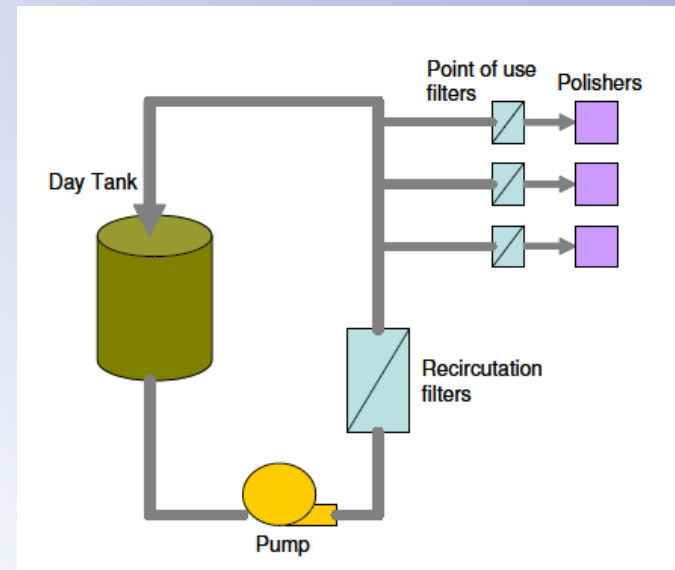 Point of use
filters
Polishers
Day Tank
Recircutation
filters
Pump